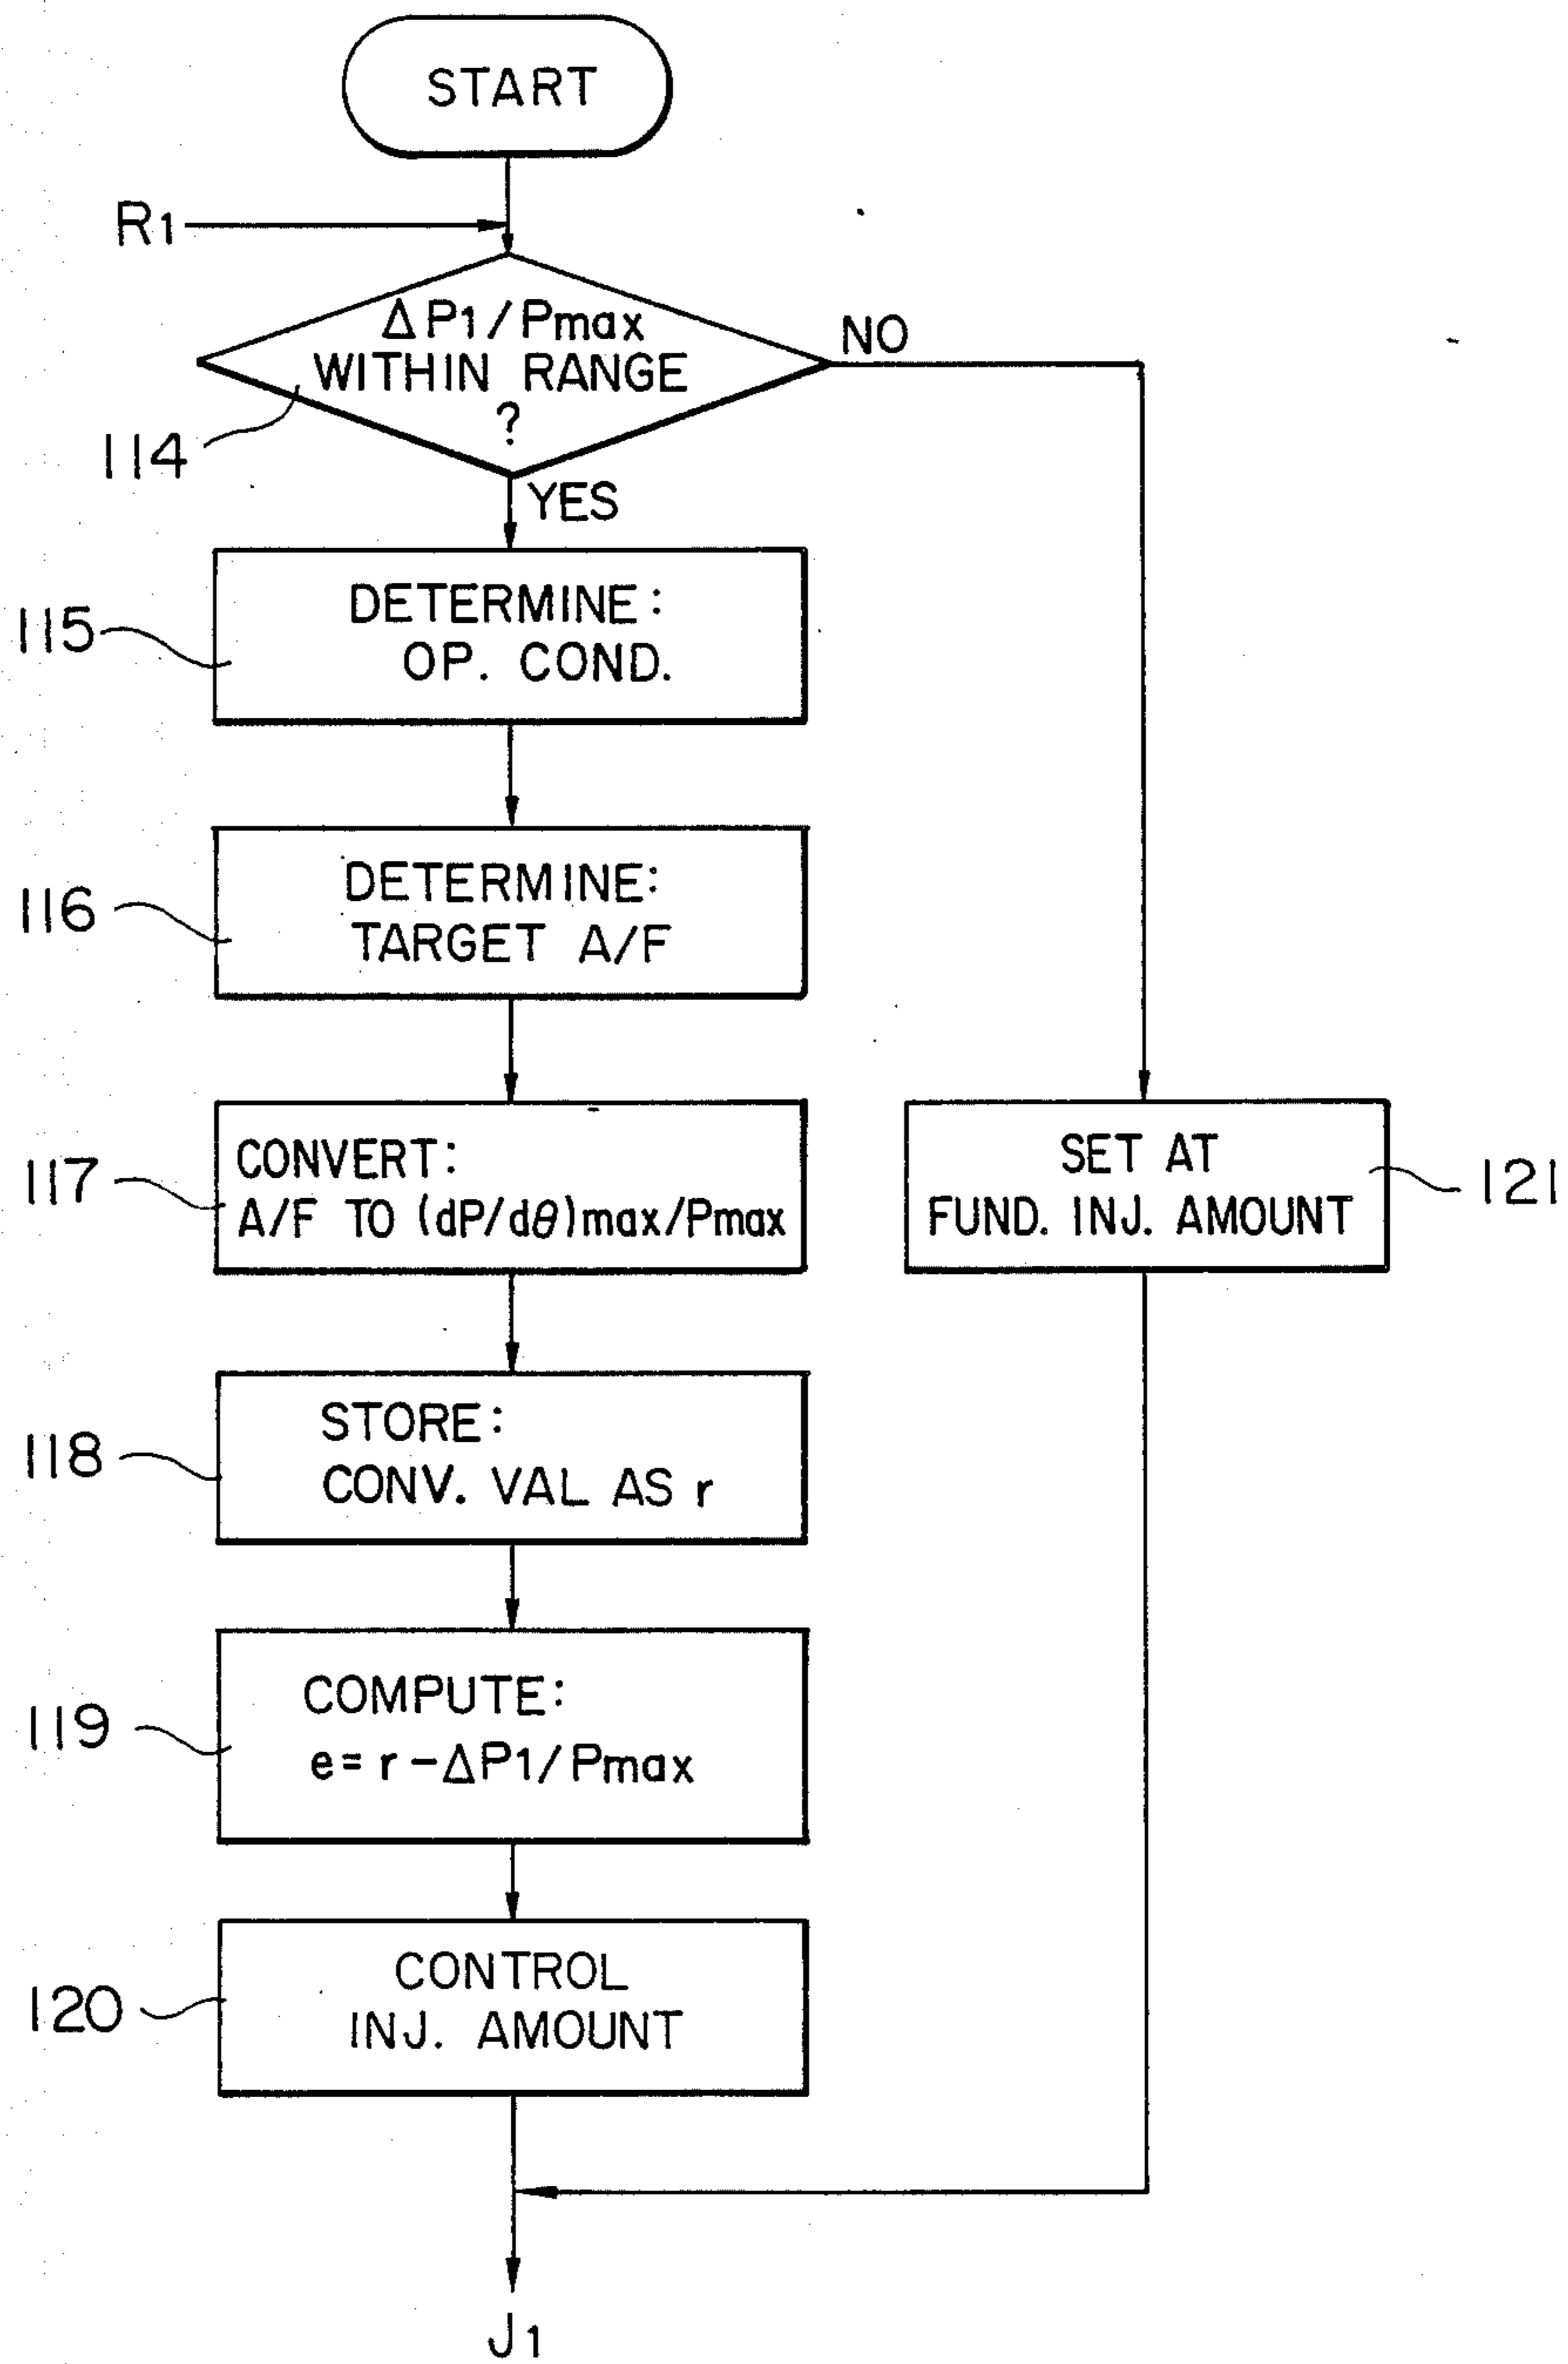 START
R1
ΔP1/Pmax
WITHIN RANGE
?
NO
114
YES
DETERMINE:
OP. COND.
115
DETERMINE:
TARGET A/F
116
CONVERT:
A/F TO (dP/dθ)max/Pmax
117
SET AT
FUND. INJ. AMOUNT
121
STORE:
CONV. VAL AS r
118
COMPUTE:
e=r-ΔP1/Pmax
119
CONTROL
INJ. AMOUNT
120
J1